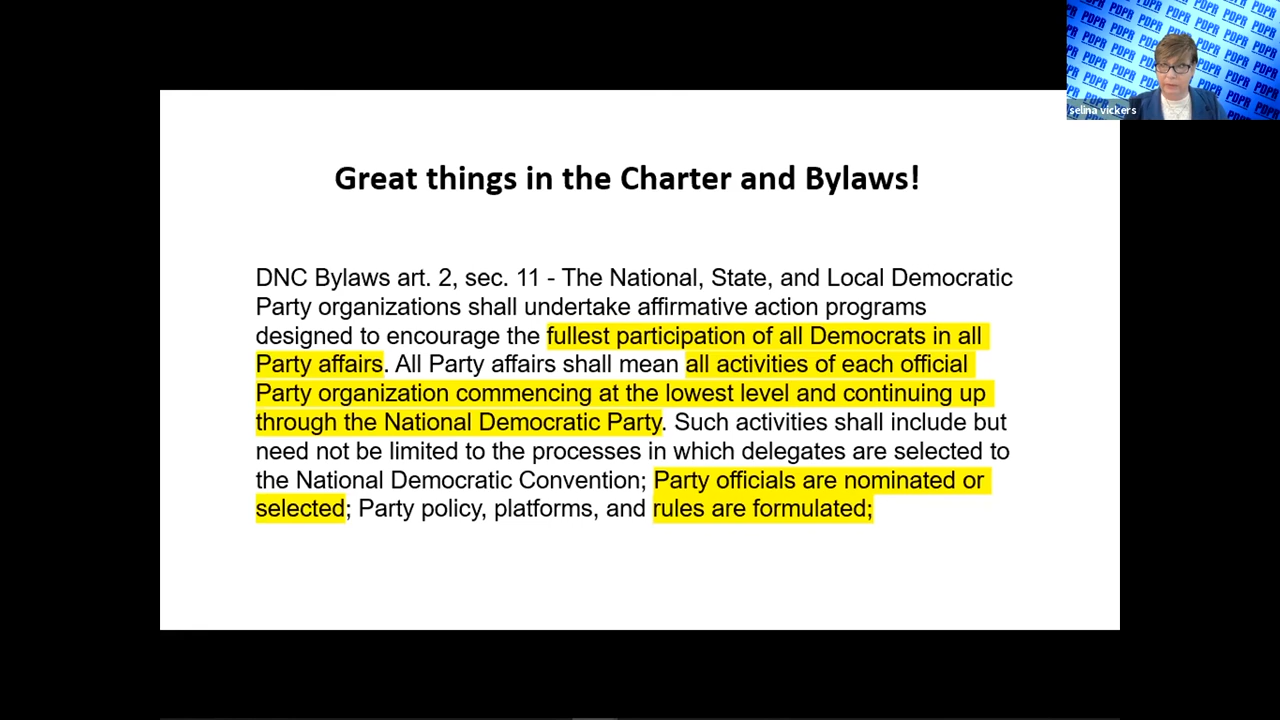 PDPR PDPR PDPR PDPR
selina vickers
Great things in the Charter and Bylaws!
DNC Bylaws art. 2, sec. 11 - The National, State, and Local Democratic
Party organizations shall undertake affirmative action programs
designed to encourage the fullest participation of all Democrats in all
Party affairs. All Party affairs shall mean all activities of each official
Party organization commencing at the lowest level and continuing up
through the National Democratic Party. Such activities shall include but
need not be limited to the processes in which delegates are selected to
the National Democratic Convention; Party officials are nominated or
selected; Party policy, platforms, and rules are formulated;